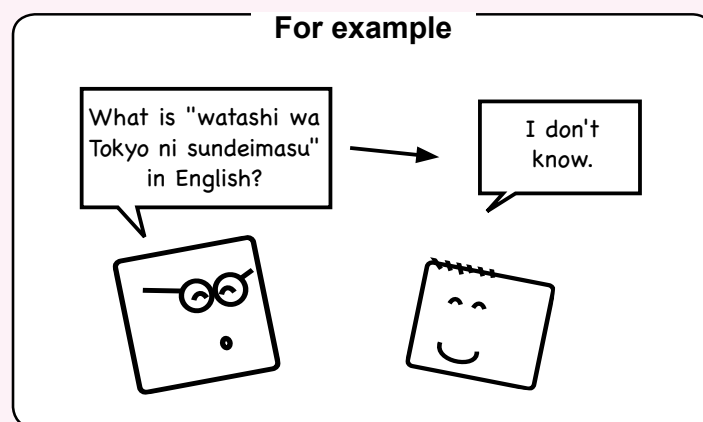 For example
What is "watashi wa
Tokyo ni sundeimasu"
in English?
I don't
know.